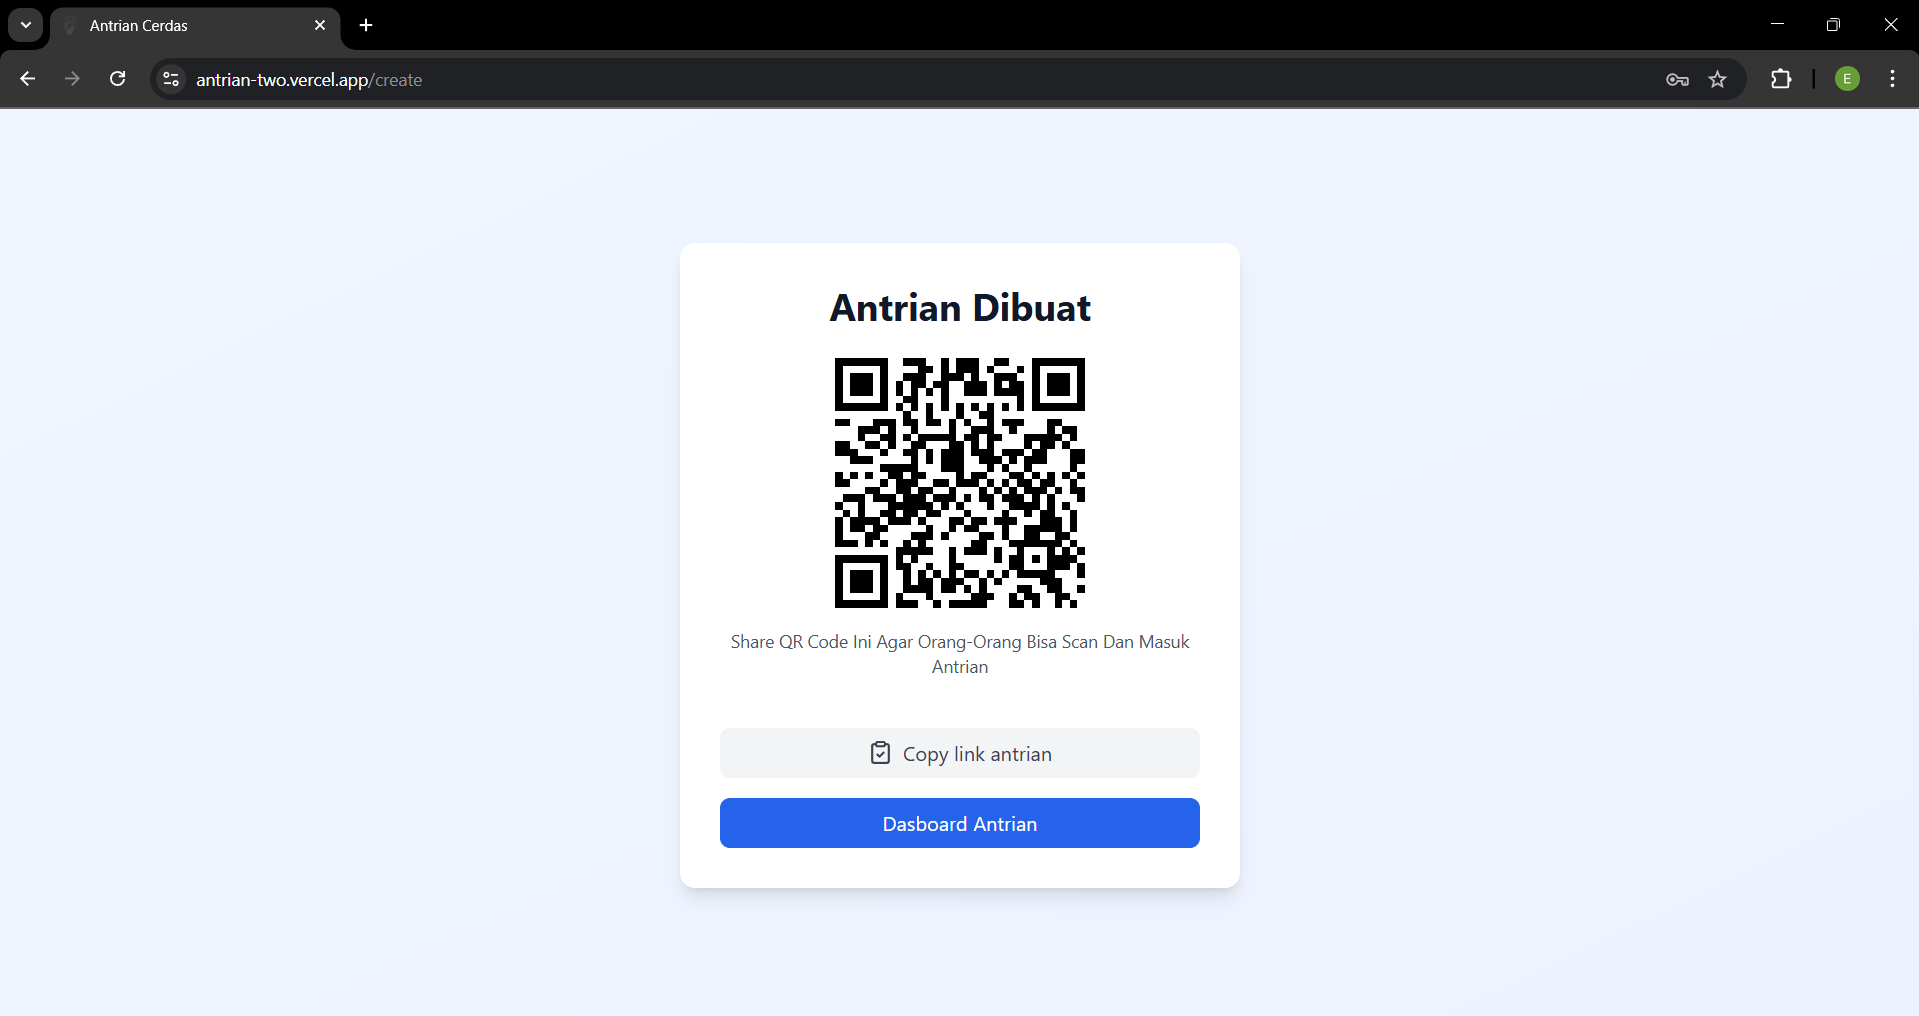 Antrian Cerdas
antrian-two.vercel.app/create
E
Antrian Dibuat
Share QR Code Ini Agar Orang-Orang Bisa Scan Dan Masuk
Antrian
Copy link antrian
Dasboard Antrian